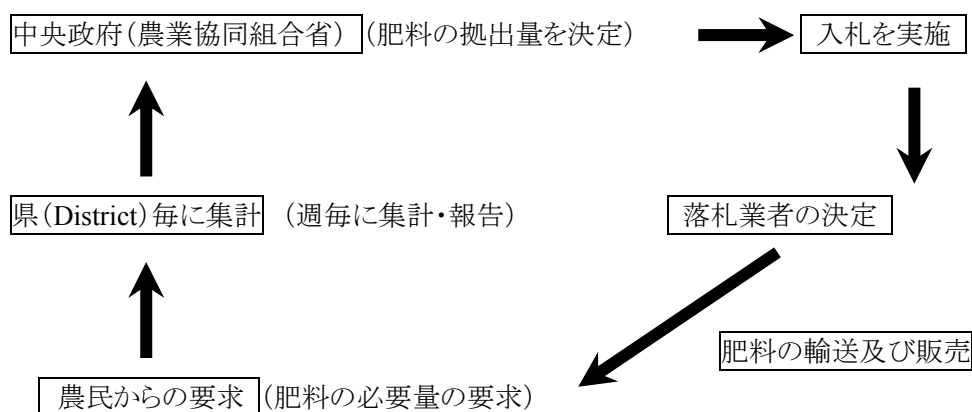 中央政府(農業協同組合省) (肥料の拠出量を決定) 入札を実施
県(District)毎に集計 (週毎に集計・報告) 落札業者の決定
肥料の輸送及び販売
農民からの要求 (肥料の必要量の要求)